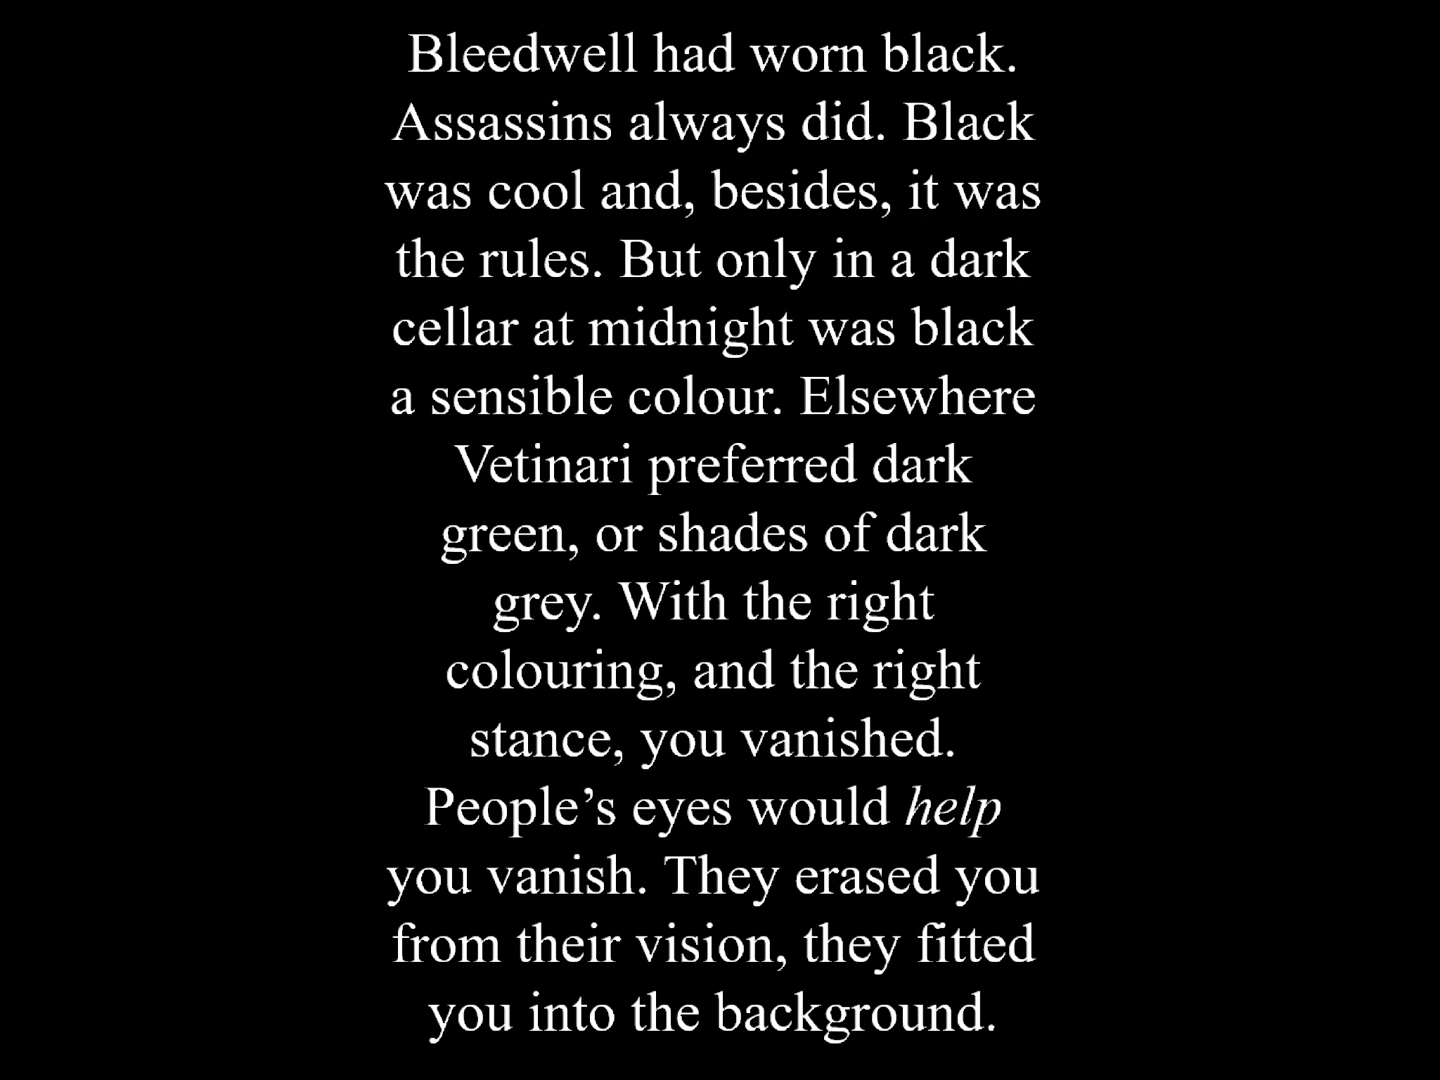 Bleedwell had worn black.
Assassins always did. Black
was cool and, besides, it was
the rules. But only in a dark
cellar at midnight was black
a sensible colour. Elsewhere
Vetinari preferred dark
green, or shades of dark
grey. With the right
colouring, and the right
stance, you vanished.
People’s eyes would help
you vanish. They erased you
from their vision, they fitted
you into the background.